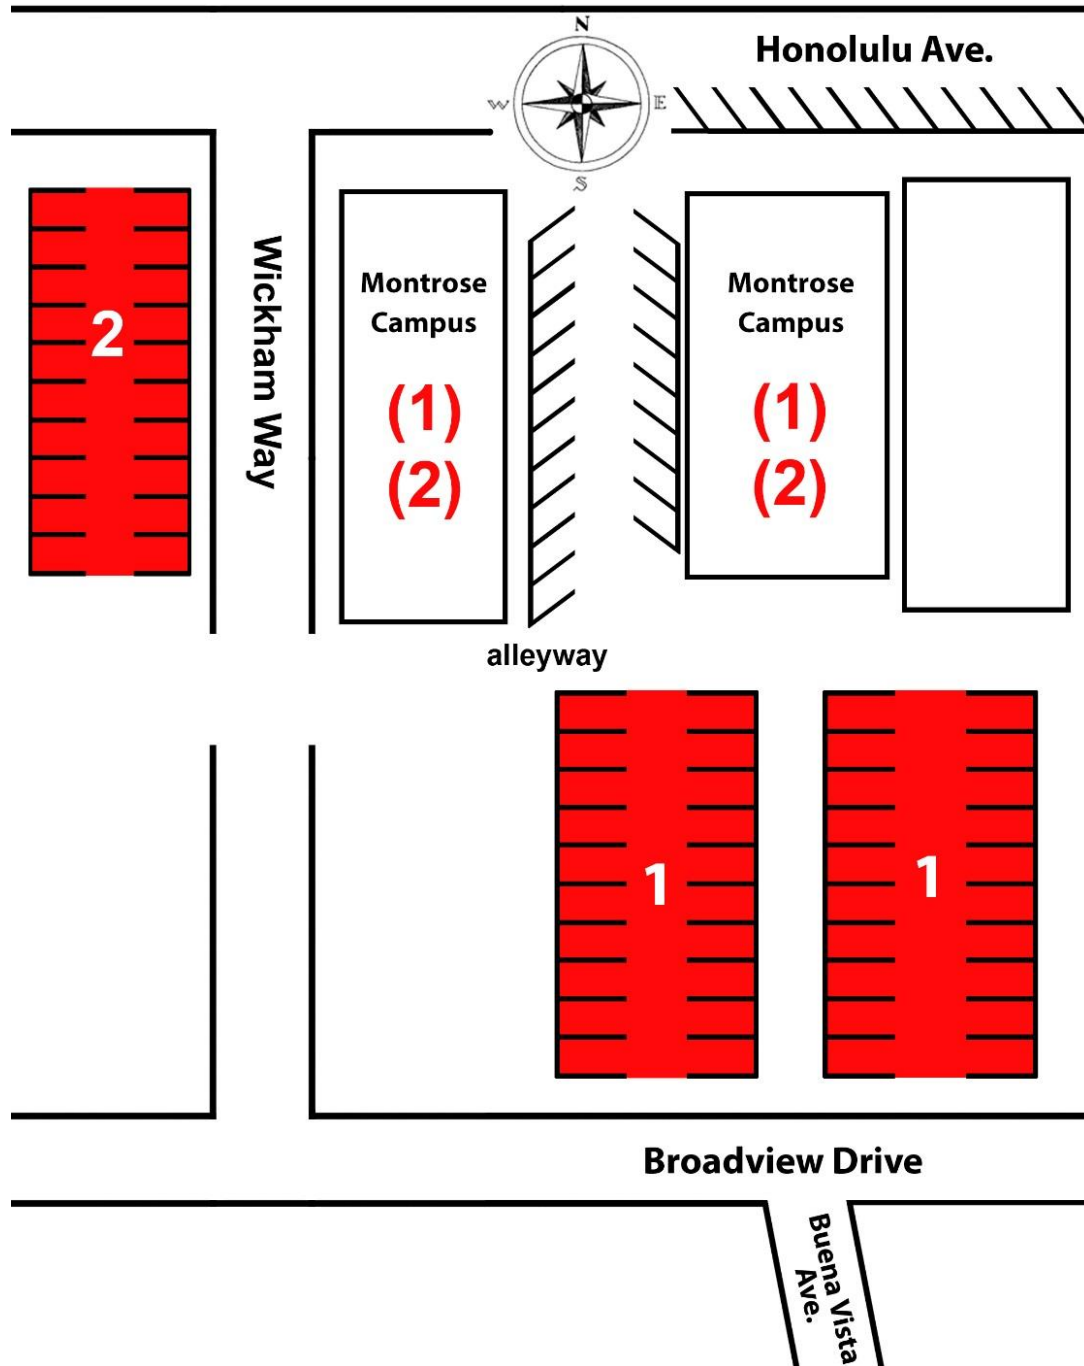 N
Honolulu Ave.
W
E
S
2
Wickham Way
Montrose
Campus
(1)
(2)
Montrose
Campus
(1)
(2)
alleyway
1
1
Broadview Drive
Buena Vista
Ave.